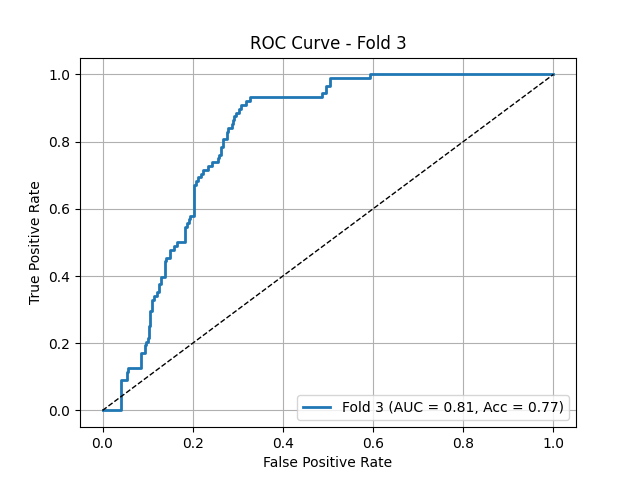 ROC Curve - Fold 3
1.0
0.8
0.6
0.4
0.2
0.0
True Positive Rate
Fold 3 (AUC = 0.81, Acc = 0.77)
0.0 0.2 0.4 0.6 0.8 1.0
False Positive Rate